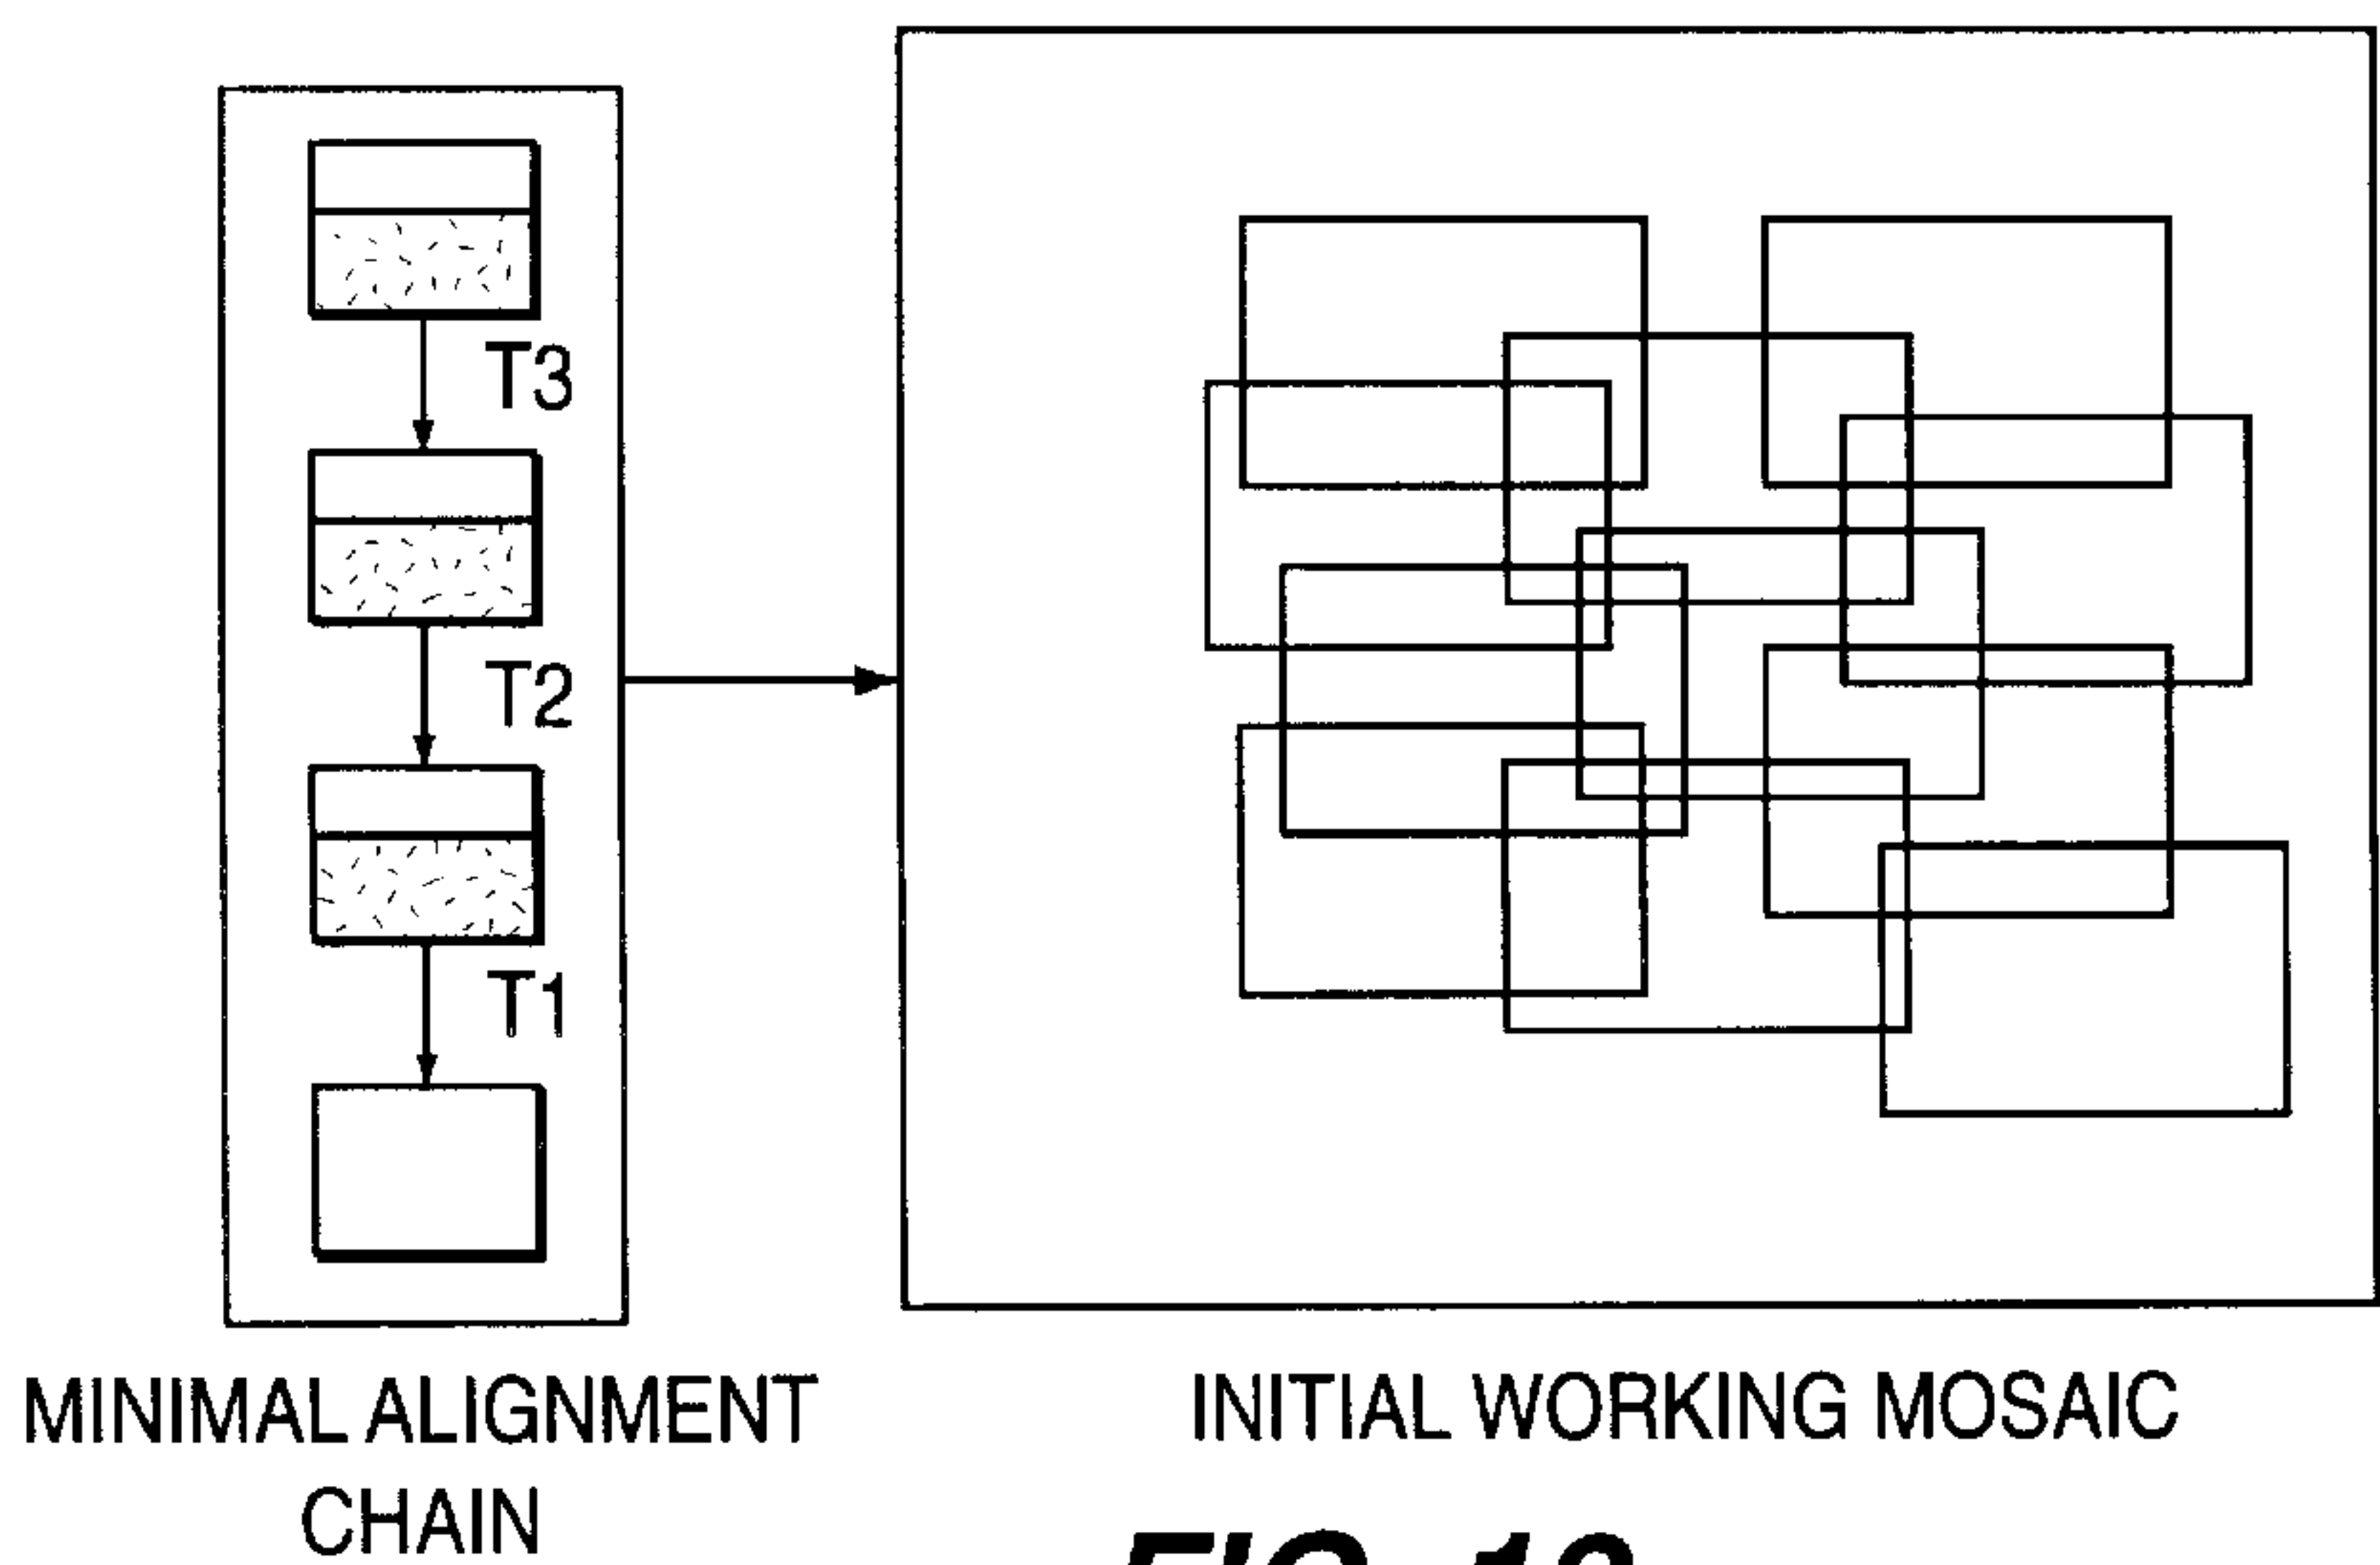 T3
T2
T1
MINIMAL ALIGNMENT
CHAIN
INITIAL WORKING MOSAIC